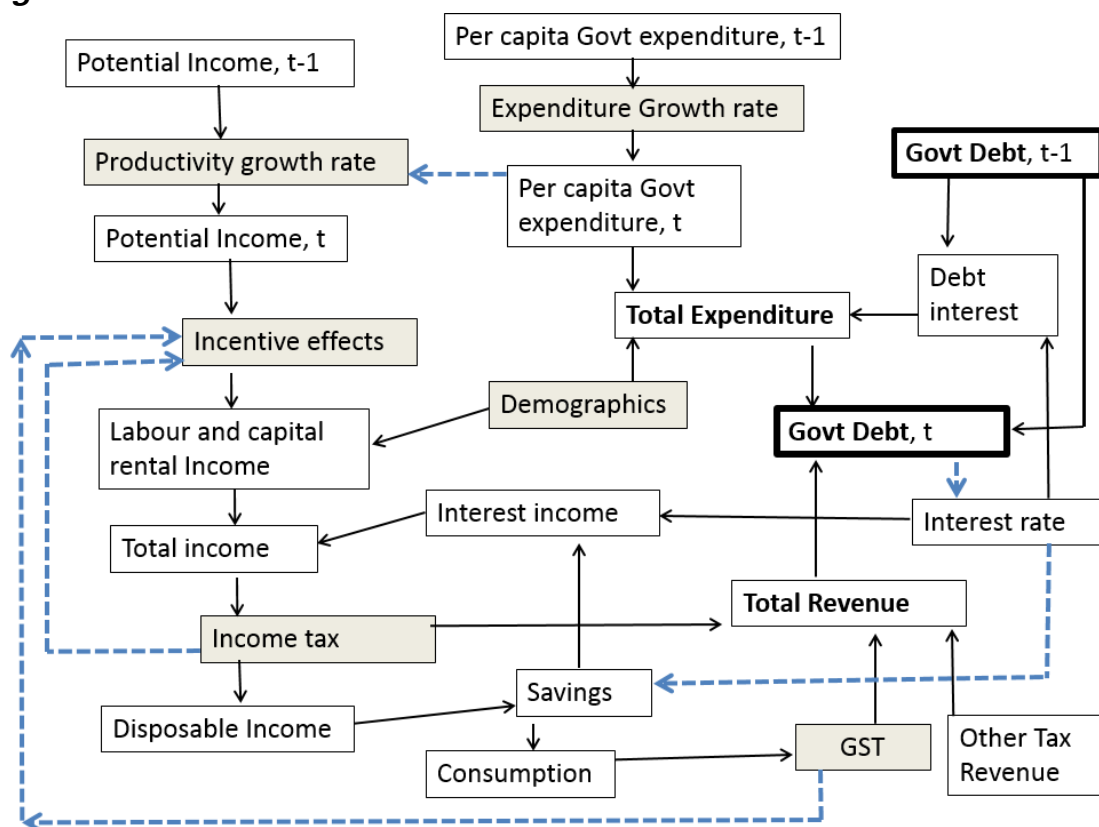 g
Per capita Govt expenditure, t-1
Potential Income, t-1
Expenditure Growth rate
Govt Debt, t-1
Productivity growth rate
Per capita Govt
expenditure, t
Potential Income, t
Debt
interest
Total Expenditure
Incentive effects
Demographics
Labour and capital
rental Income
Govt Debt, t
Interest income
Interest rate
Total income
Total Revenue
Income tax
Savings
Disposable Income
GST
Other Tax
Revenue
Consumption